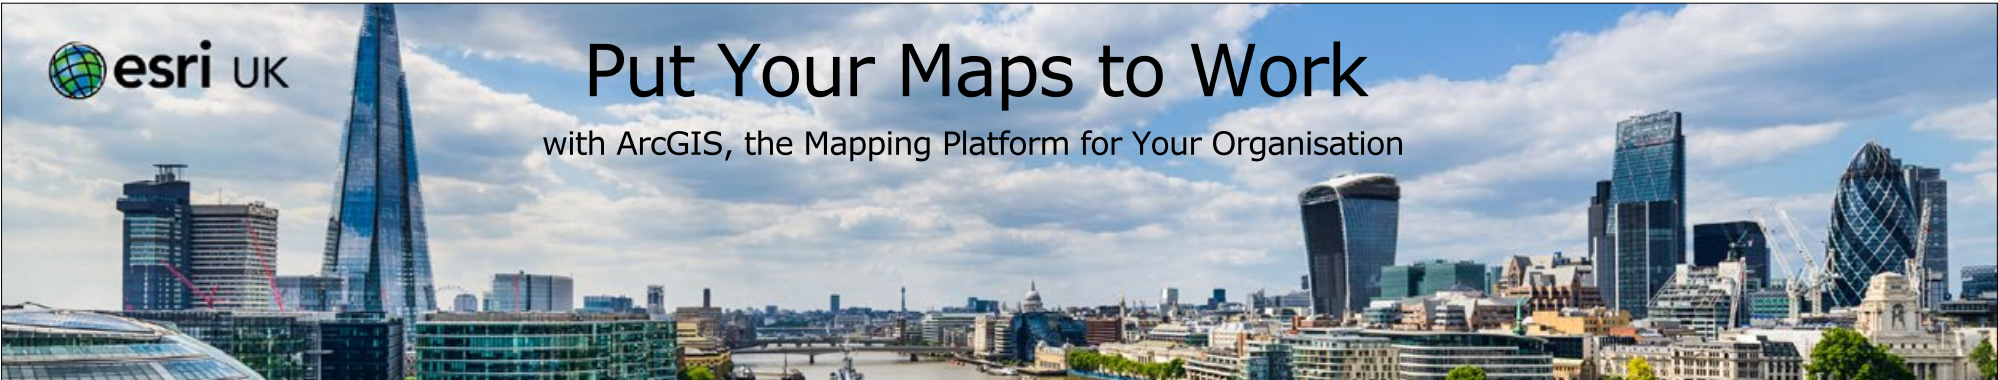 esri UK
Put Your Maps to Work
with ArcGIS, the Mapping Platform for Your Organisation